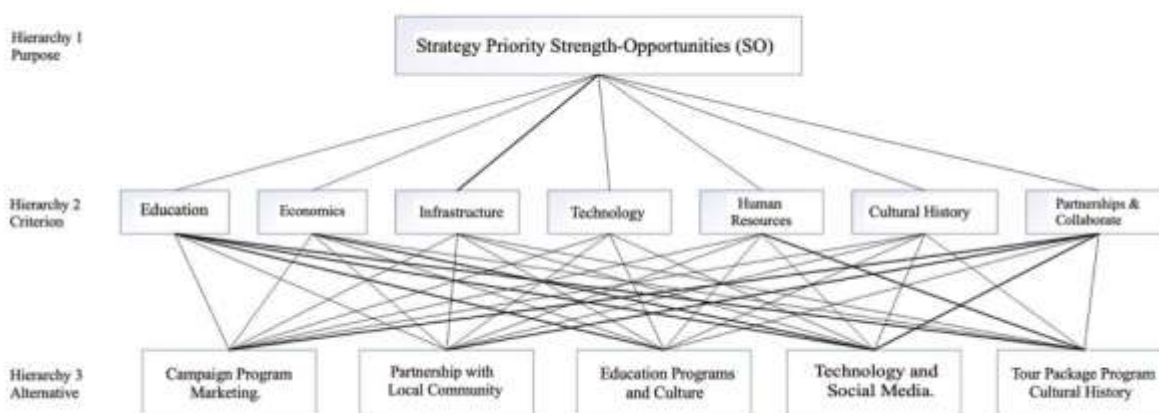 Hierarchy 1
Purpose
Strategy Priority Strength-Opportunities (SO)
Hierarchy 2
Criterion
Education
Economics
Infrastructure
Technology
Human
Resources
Cultural History
Partnerships &
Collaborate
Hierarchy 3
Alternative
Campaign Program
Marketing.
Partnership with
Local Community
Education Programs
and Culture
Technology and
Social Media.
Tour Package Program
Cultural History